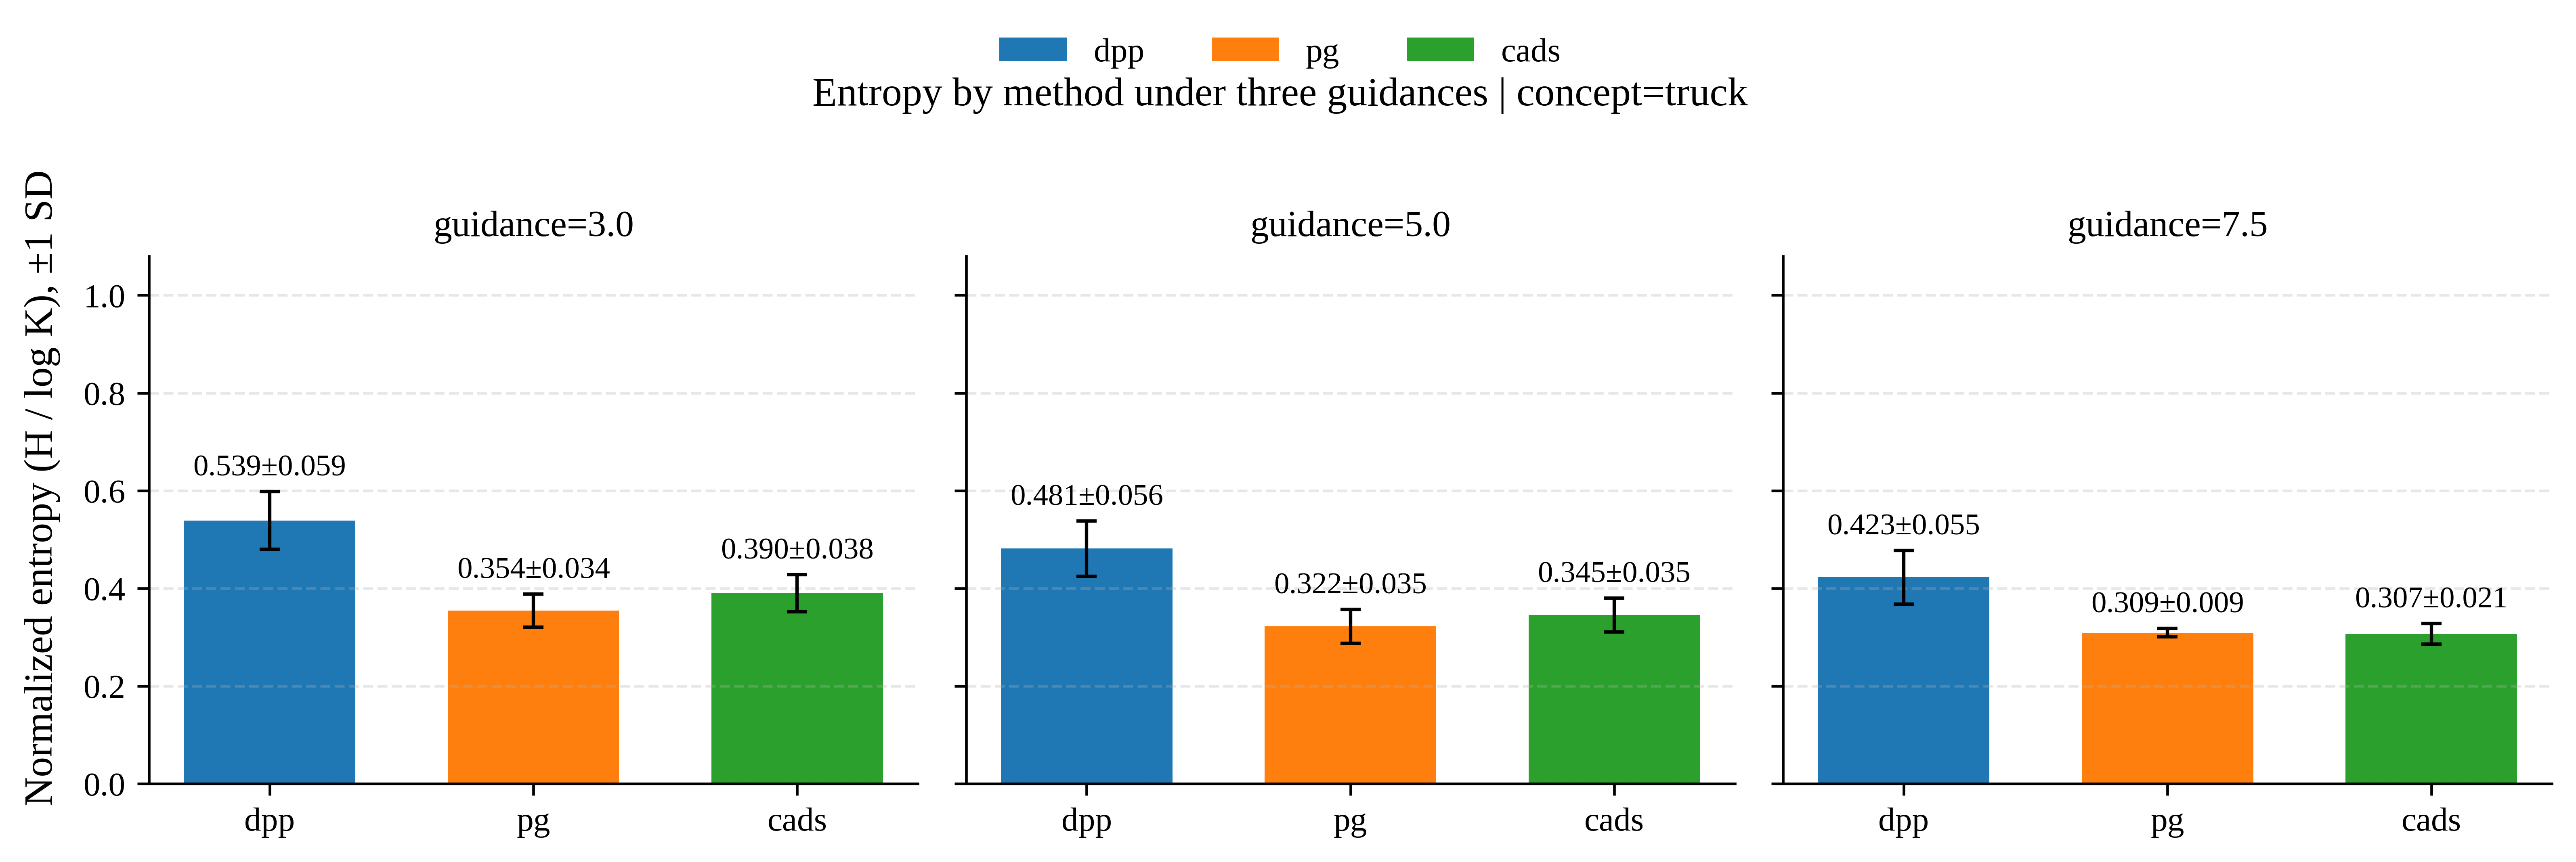 dpp pg cads
Entropy by method under three guidances | concept=truck
Normalized entropy (H / log K), ±1 SD
guidance=3.0
1.0
0.8
0.6
0.4
0.2
0.0
0.539±0.059
0.354±0.034
0.390±0.038
dpp pg cads
guidance=5.0
0.481±0.056
0.322±0.035
0.345±0.035
dpp pg cads
guidance=7.5
0.423±0.055
0.309±0.009
0.307±0.021
dpp pg cads